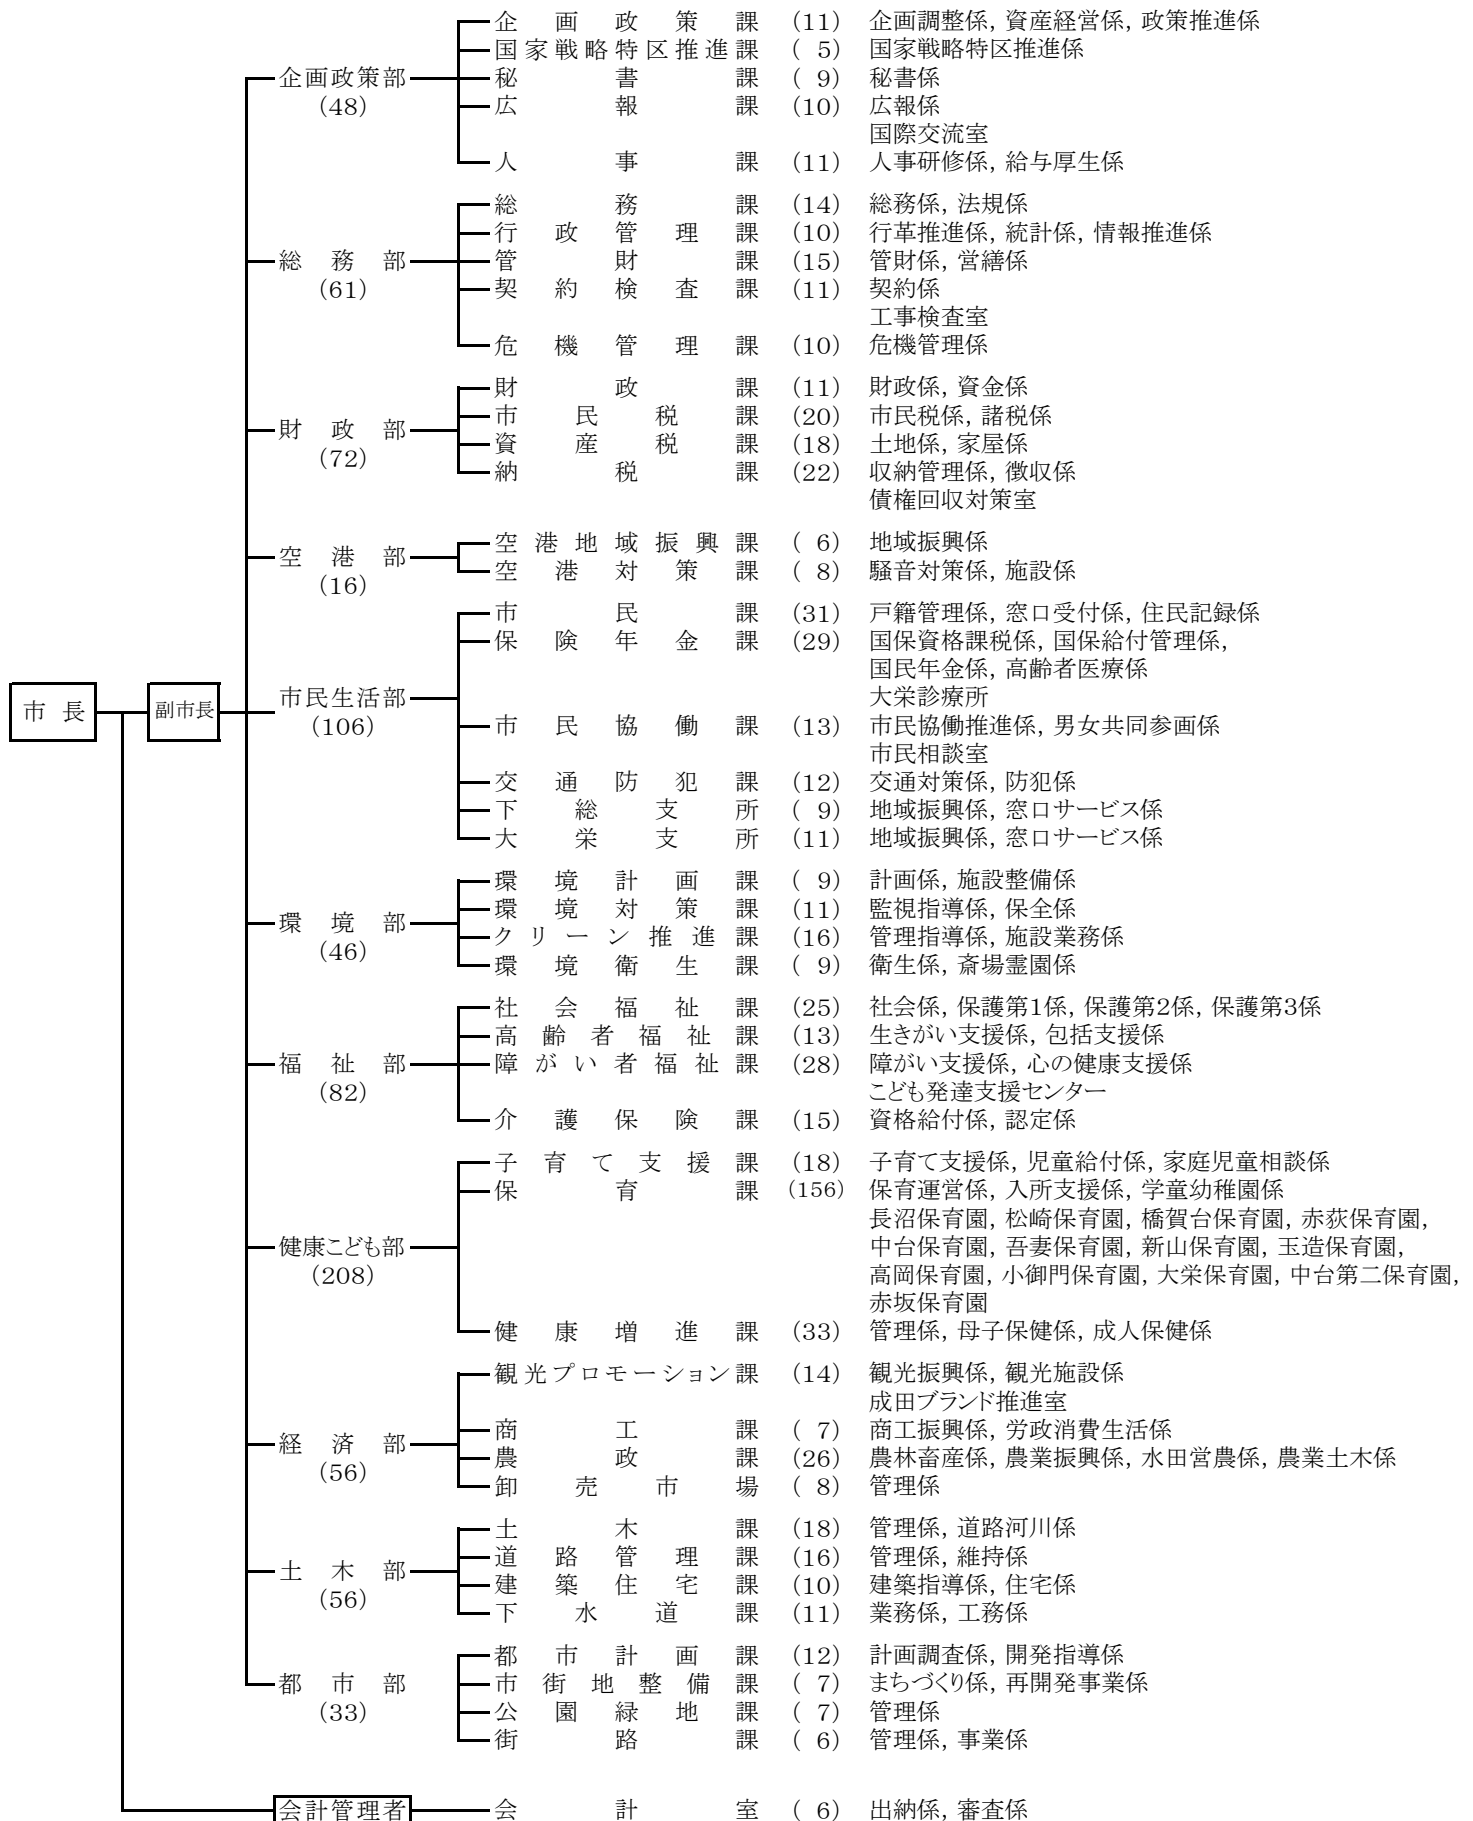 企画政策課 (11) 企画調整係, 資産経営係, 政策推進係
国家戦略特区推進課 ( 5) 国家戦略特区推進係
企画政策部 秘書課 ( 9) 秘書係
(48) 広報課 (10) 広報係
国際交流室
人事課 (11) 人事研修係, 給与厚生係
総務課 (14) 総務係, 法規係
行政管理課 (10) 行革推進係, 統計係, 情報推進係
総務部 管財課 (15) 管財係, 営繕係
(61) 契約検査課 (11) 契約係
工事検査室
危機管理課 (10) 危機管理係
財政課 (11) 財政係, 資金係
市民税課 (20) 市民税係, 諸税係
財政部 資産税課 (18) 土地係, 家屋係
(72) 納税課 (22) 収納管理係, 徴収係
債権回収対策室
空港部 空港地域振興課 ( 6) 地域振興係
(16) 空港対策課 ( 8) 騒音対策係, 施設係
市民課 (31) 戸籍管理係, 窓口受付係, 住民記録係
保険年金課 (29) 国保資格課税係, 国保給付管理係,
国民年金係, 高齢者医療係
市民生活部 大栄診療所
市長 副市長 (106) 市民協働課 (13) 市民協働推進係, 男女共同参画係
市民相談室
交通防犯課 (12) 交通対策係, 防犯係
下総支所 ( 9) 地域振興係, 窓口サービス係
大栄支所 (11) 地域振興係, 窓口サービス係
環境計画課 ( 9) 計画係, 施設整備係
環境部 環境対策課 (11) 監視指導係, 保全係
(46) クリーン推進課 (16) 管理指導係, 施設業務係
環境衛生課 ( 9) 衛生係, 斎場霊園係
社会福祉課 (25) 社会係, 保護第1係, 保護第2係, 保護第3係
高齢者福祉課 (13) 生きがい支援係, 包括支援係
福祉部 障がい者福祉課 (28) 障がい支援係, 心の健康支援係
(82) こども発達支援センター
介護保険課 (15) 資格給付係, 認定係
子育て支援課 (18) 子育て支援係, 児童給付係, 家庭児童相談係
保育課 (156) 保育運営係, 入所支援係, 学童幼稚園係
長沼保育園, 松崎保育園, 橋賀台保育園, 赤荻保育園,
健康こども部 中台保育園, 吾妻保育園, 新山保育園, 玉造保育園,
(208) 高岡保育園, 小御門保育園, 大栄保育園, 中台第二保育園,
赤坂保育園
健康増進課 (33) 管理係, 母子保健係, 成人保健係
観光プロモーション課 (14) 観光振興係, 観光施設係
成田ブランド推進室
経済部 商工課 ( 7) 商工振興係, 労政消費生活係
(56) 農政課 (26) 農林畜産係, 農業振興係, 水田営農係, 農業土木係
卸売市場 ( 8) 管理係
土木課 (18) 管理係, 道路河川係
土木部 道路管理課 (16) 管理係, 維持係
(56) 建築住宅課 (10) 建築指導係, 住宅係
下水道課 (11) 業務係, 工務係
都市計画課 (12) 計画調査係, 開発指導係
都市部 市街地整備課 ( 7) まちづくり係, 再開発事業係
(33) 公園緑地課 ( 7) 管理係
街路課 ( 6) 管理係, 事業係
会計管理者 会計室 ( 6) 出納係, 審査係